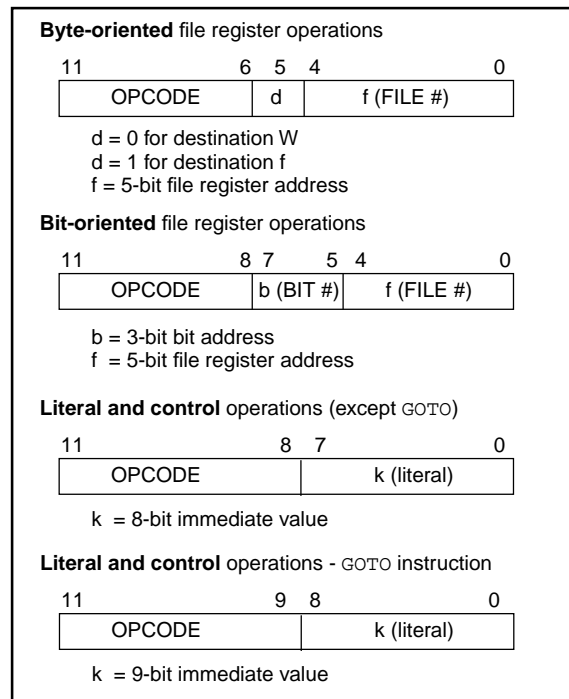 Byte-oriented file register operations
11 6 5 4 0
OPCODE d f (FILE #)
d = 0 for destination W
d = 1 for destination f
f = 5-bit file register address
Bit-oriented file register operations
11 8 7 5 4 0
OPCODE b (BIT #) f (FILE #)
b = 3-bit bit address
f = 5-bit file register address
Literal and control operations (except GOTO)
11 8 7 0
OPCODE k (literal)
k = 8-bit immediate value
Literal and control operations - GOTO instruction
11 9 8 0
OPCODE k (literal)
k = 9-bit immediate value